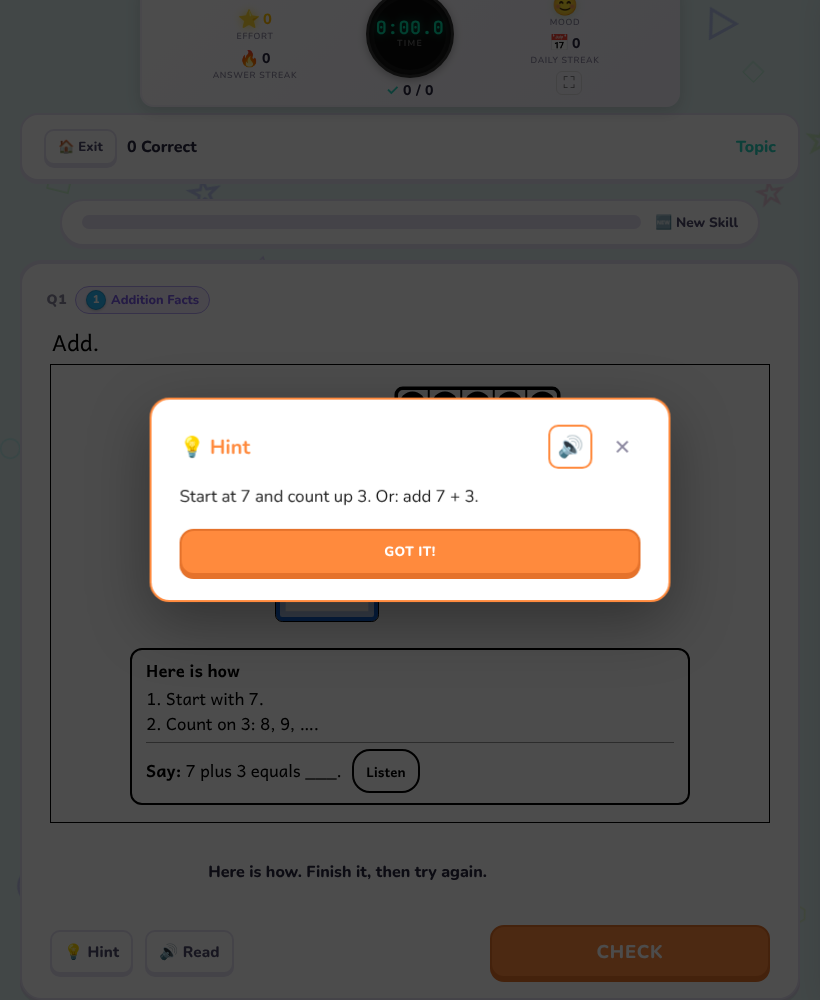 ⭐ 0
EFFORT
🔥 0
ANSWER STREAK
0:00.0
TIME
✓ 0 / 0
MOOD
📅 0
DAILY STREAK
🏠 Exit
0 Correct
Topic
🆕 New Skill
Q1
1 Addition Facts
Add.
💡 Hint
Start at 7 and count up 3. Or: add 7 + 3.
GOT IT!
Here is how
1. Start with 7.
2. Count on 3: 8, 9, ....
Say: 7 plus 3 equals ___. Listen
Here is how. Finish it, then try again.
💡 Hint
🔊 Read
CHECK